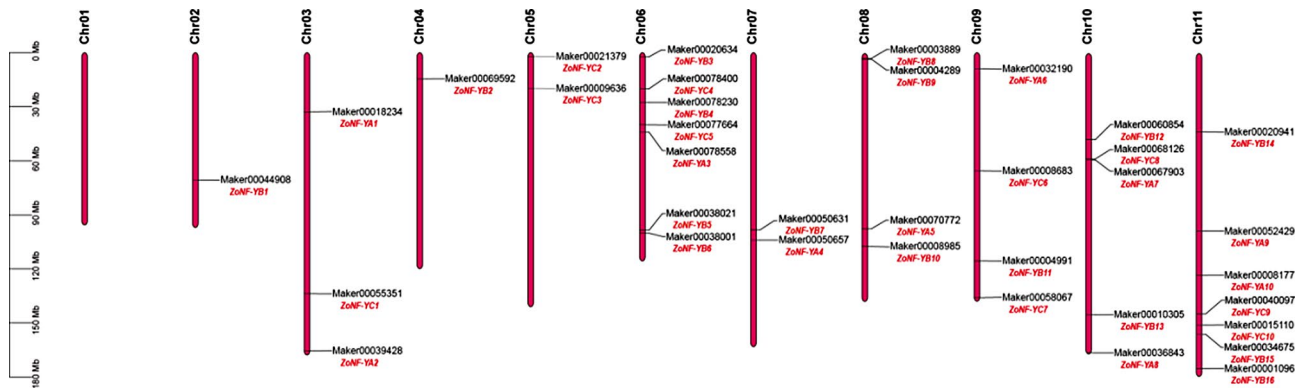 Chr01
Chr02
Chr03
Chr04
Chr05
Chr06
Chr07
Chr08
Chr09
Chr10
Chr11
0 Mb
30 Mb
60 Mb
90 Mb
120 Mb
150 Mb
180 Mb
Maker00044908
ZoNF-YB1
Maker00018234
ZoNF-YA1
Maker00055351
ZoNF-YC1
Maker00039428
ZoNF-YA2
Maker00069592
ZoNF-YB2
Maker00021379
ZoNF-YC2
Maker00009636
ZoNF-YC3
Maker00020634
ZoNF-YB3
Maker00078400
ZoNF-YC4
Maker00078230
ZoNF-YB4
Maker00077664
ZoNF-YC5
Maker00078558
ZoNF-YA3
Maker00038021
ZoNF-YB5
Maker00038001
ZoNF-YB6
Maker00050631
ZoNF-YB7
Maker00050657
ZoNF-YA4
Maker00003889
ZoNF-YB8
Maker00004289
ZoNF-YB9
Maker00070772
ZoNF-YA5
Maker00008985
ZoNF-YB10
Maker00032190
ZoNF-YA6
Maker00008683
ZoNF-YC6
Maker00004991
ZoNF-YB11
Maker00058067
ZoNF-YC7
Maker00060854
ZoNF-YB12
Maker00068126
ZoNF-YC8
Maker00067903
ZoNF-YA7
Maker00010305
ZoNF-YB13
Maker00036843
ZoNF-YA8
Maker00020941
ZoNF-YB14
Maker00052429
ZoNF-YA9
Maker00008177
ZoNF-YA10
Maker00040097
ZoNF-YC9
Maker00015110
ZoNF-YC10
Maker00034675
ZoNF-YB15
Maker00001096
ZoNF-YB16